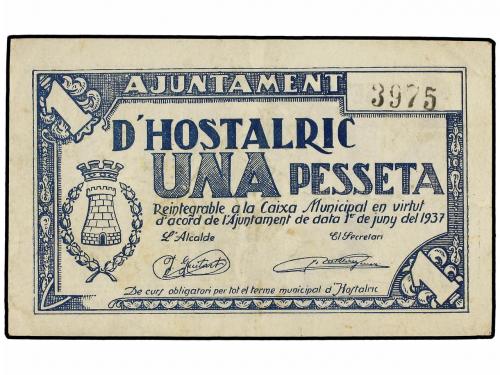 AJUNTAMENT
3975
1
D'HOSTALRIC
UNA PESSETA
Reintegrable a la Caixa Municipal en virtut
d'acord de l'Ajuntament de data 1er de juny del 1937
L'Alcalde
El Secretari
1
De curs obligatori per tot el terme municipal d'Hostalric